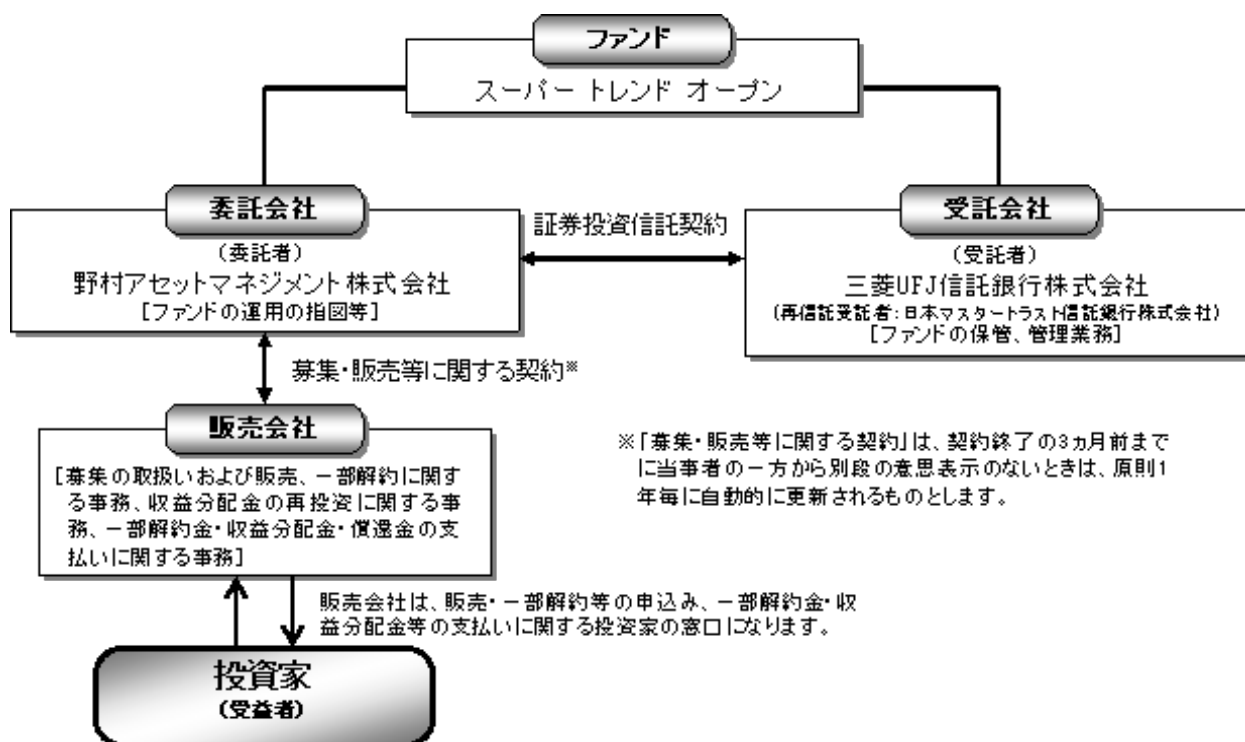 ファンド
スーパー トレンド オープン
委託会社
(委託者)
野村アセットマネジメント株式会社
[ファンドの運用の指図等]
証券投資信託契約
受託会社
(受託者)
三菱UFJ信託銀行株式会社
(再信託受託者:日本マスタートラスト信託銀行株式会社)
[ファンドの保管、管理業務]
募集・販売等に関する契約※
販売会社
[募集の取扱いおよび販売、一部解約に関す
る事務、収益分配金の再投資に関する事
務、一部解約金・収益分配金・償還金の支
払いに関する事務]
※「募集・販売等に関する契約」は、契約終了の3ヵ月前まで
に当事者の一方から別段の意思表示のないときは、原則1
年毎に自動的に更新されるものとします。
販売会社は、販売・一部解約等の申込み、一部解約金・収
益分配金等の支払いに関する投資家の窓口になります。
投資家
(受益者)